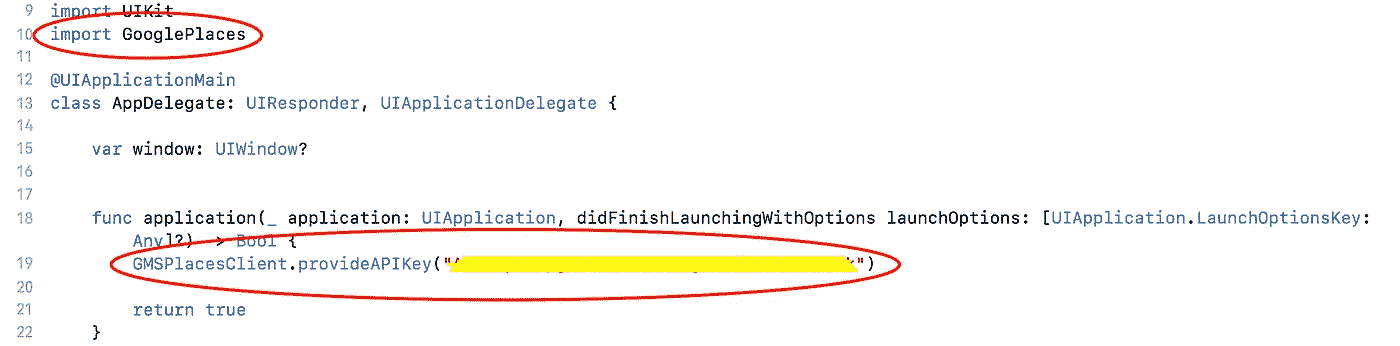 9 import UIKit
10 import GooglePlaces
11
12 @UIApplicationMain
13 class AppDelegate: UIResponder, UIApplicationDelegate {
14
15 var window: UIWindow?
16
17
18 func application(_ application: UIApplication, didFinishLaunchingWithOptions launchOptions: [UIApplication.LaunchOptionsKey:
Any]?) -> Bool {
19 GMSPlacesClient.provideAPIKey("")
20
21 return true
22 }